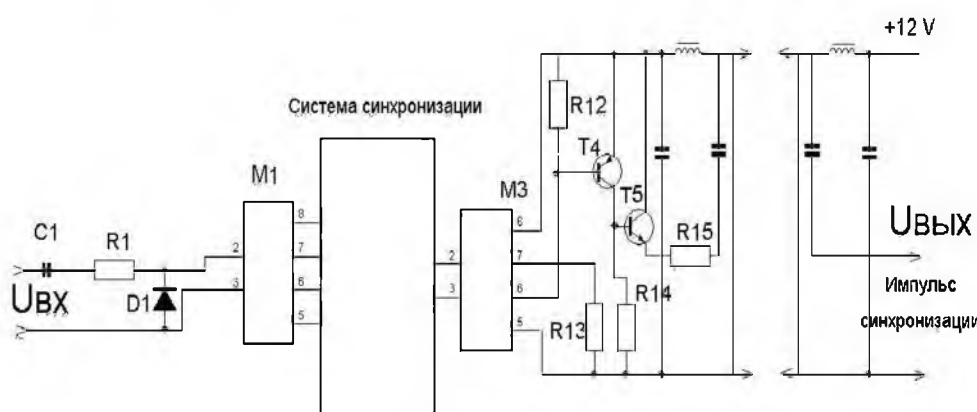 +12 V
Система синхронизации
R12
T4
M1
M3
T5
8
6
C1
R1
2
7
2
7
R15
Uвых
3
6
3
6
Uвх
D1
R14
Импульс
5
5
R13
синхронизации